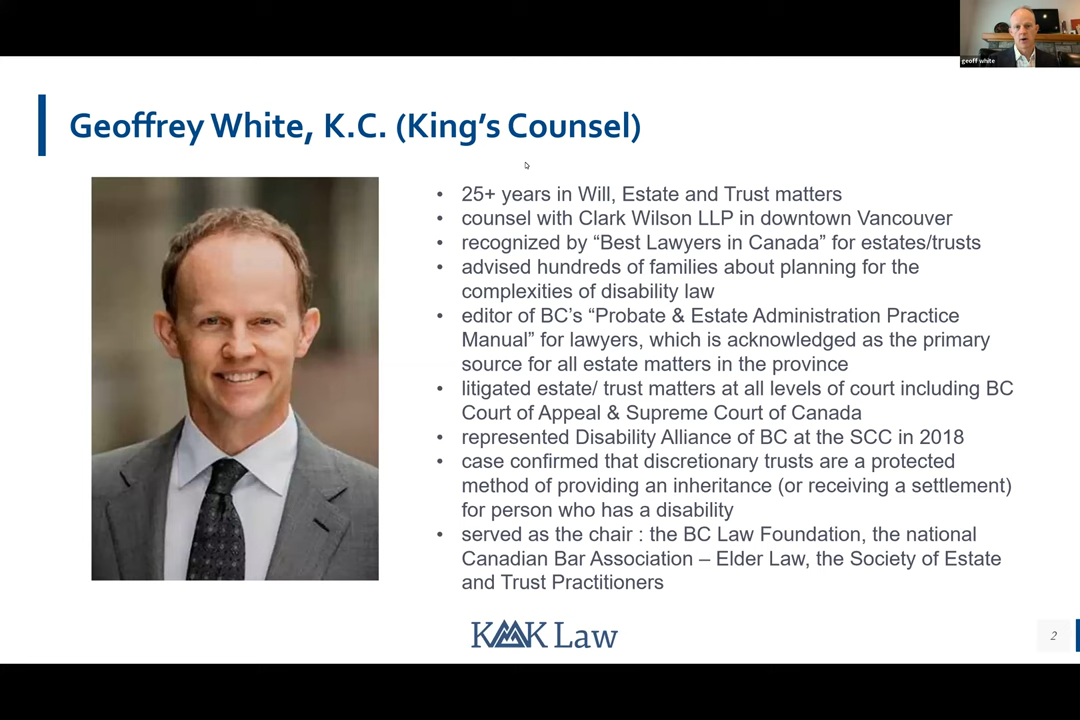 geoff white
Geoffrey White, K.C. (King's Counsel)
• 25+ years in Will, Estate and Trust matters
• counsel with Clark Wilson LLP in downtown Vancouver
• recognized by “Best Lawyers in Canada” for estates/trusts
• advised hundreds of families about planning for the
complexities of disability law
• editor of BC’s “Probate & Estate Administration Practice
Manual” for lawyers, which is acknowledged as the primary
source for all estate matters in the province
• litigated estate/ trust matters at all levels of court including BC
Court of Appeal & Supreme Court of Canada
• represented Disability Alliance of BC at the SCC in 2018
• case confirmed that discretionary trusts are a protected
method of providing an inheritance (or receiving a settlement)
for person who has a disability
• served as the chair : the BC Law Foundation, the national
Canadian Bar Association – Elder Law, the Society of Estate
and Trust Practitioners
KMK Law
2